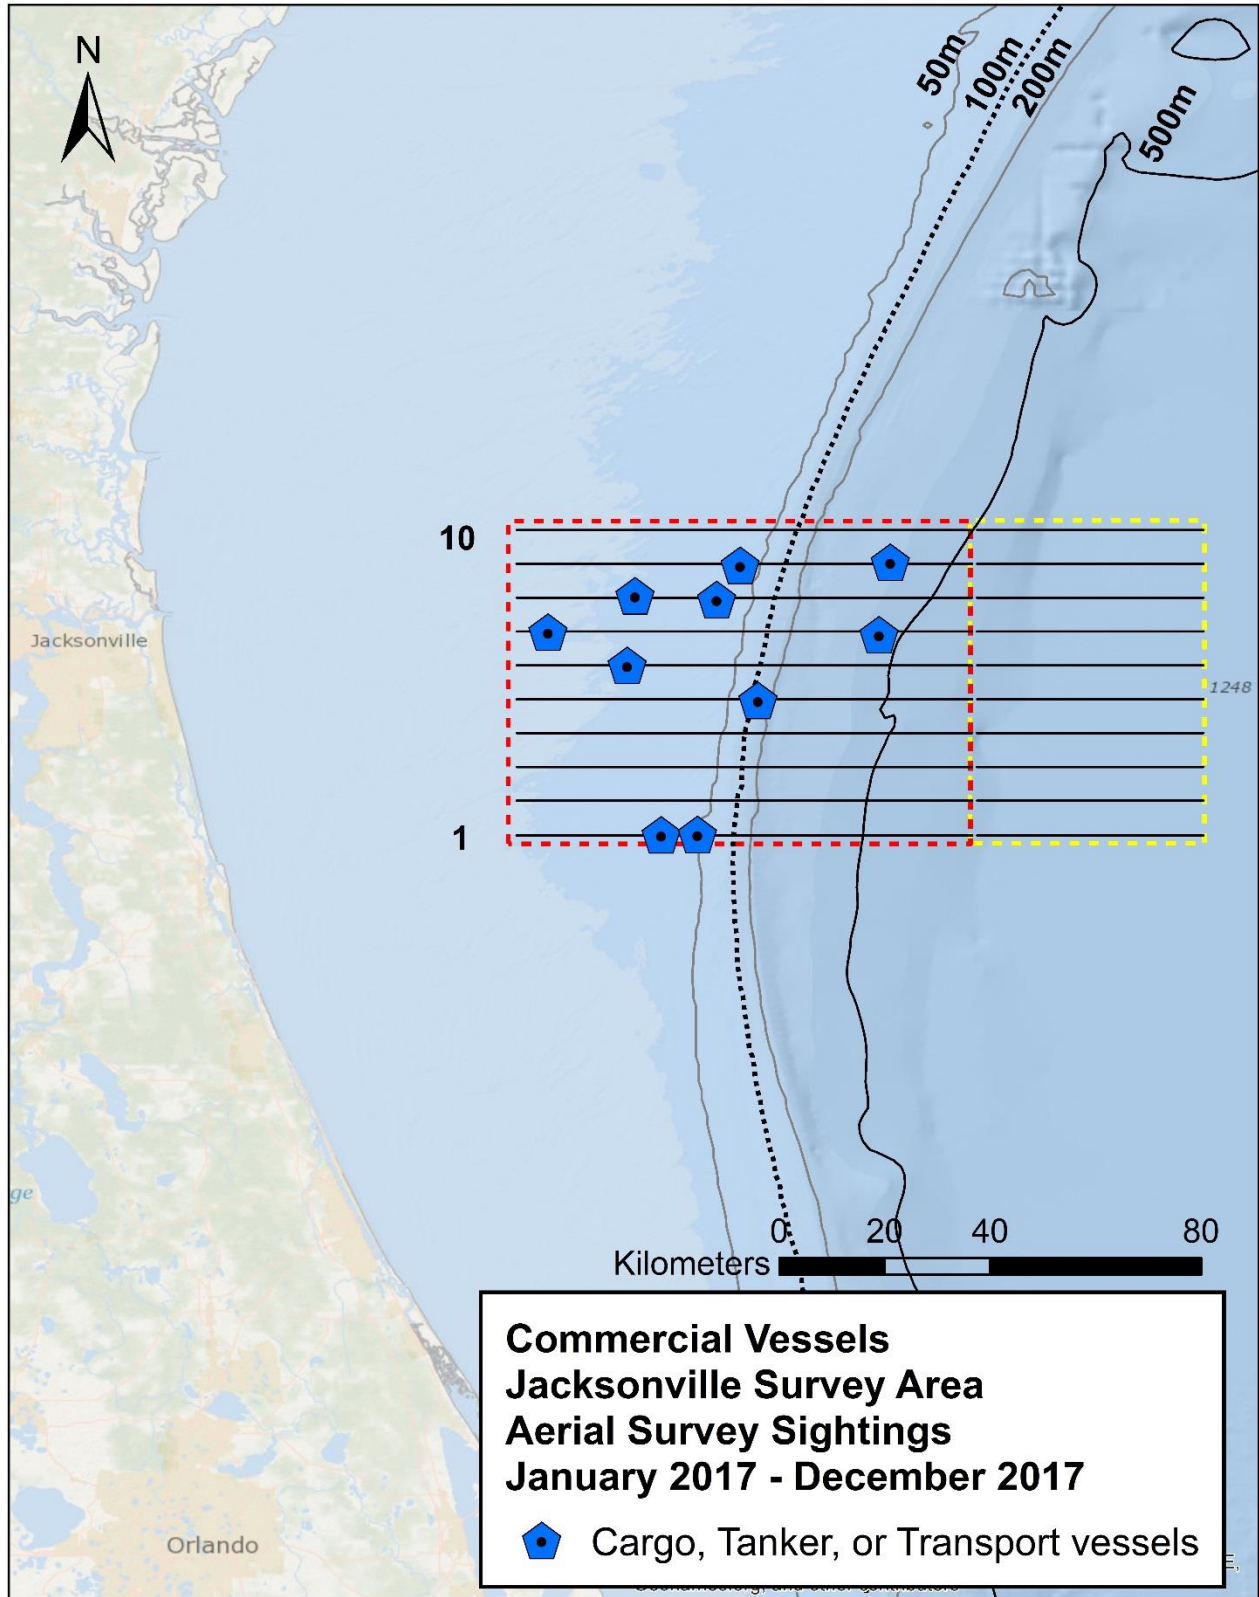 N
50m
100m
200m
500m
10
Jacksonville
1248
1
ge
0 20 40 80
Kilometers
Commercial Vessels
Jacksonville Survey Area
Aerial Survey Sightings
January 2017 - December 2017
Cargo, Tanker, or Transport vessels
Orlando
E,